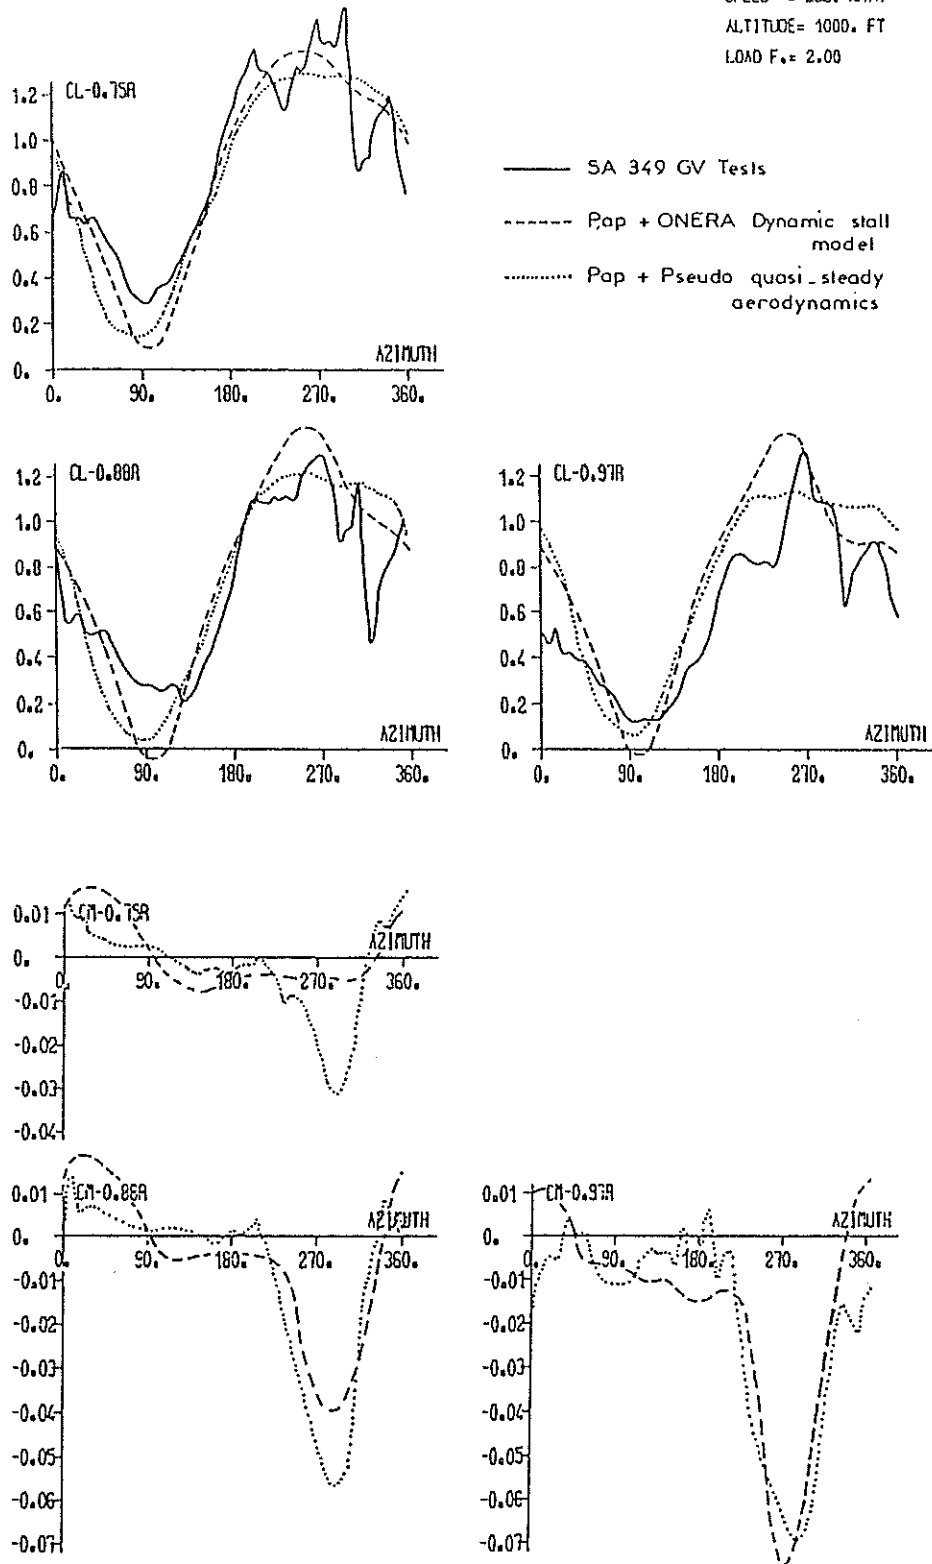 ALTITUDE= 1000. FT
LOAD F.= 2.00
SA 349 GV Tests
Pap + ONERA Dynamic stall
model
Pap + Pseudo quasi-steady
aerodynamics
CL-0.75R
1.2
1.0
0.8
0.6
0.4
0.2
0.
AZIMUTH
0. 90. 180. 270. 360.
CL-0.88R
1.2
1.0
0.8
0.6
0.4
0.2
0.
AZIMUTH
0. 90. 180. 270. 360.
CL-0.97R
1.2
1.0
0.8
0.6
0.4
0.2
0.
AZIMUTH
0. 90. 180. 270. 360.
CM-0.75R
0.01
0.
-0.01
-0.02
-0.03
-0.04
AZIMUTH
0. 90. 180. 270. 360.
CM-0.88R
0.01
0.
-0.01
-0.02
-0.03
-0.04
-0.05
-0.06
-0.07
AZIMUTH
0. 90. 180. 270. 360.
CM-0.97R
0.01
0.
-0.01
-0.02
-0.03
-0.04
-0.05
-0.06
-0.07
AZIMUTH
0. 90. 180. 270. 360.